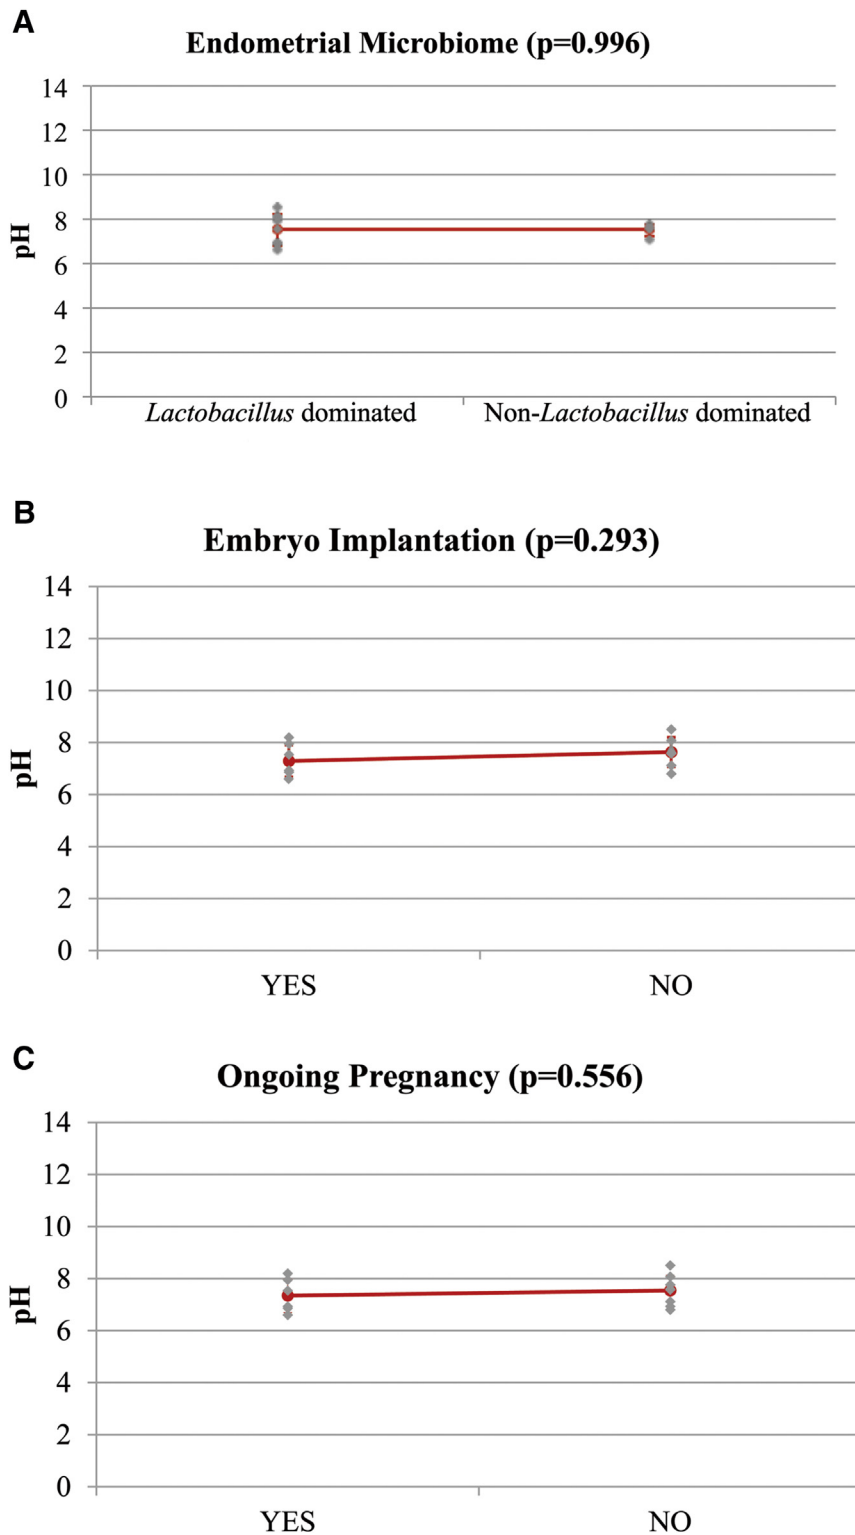 A
Endometrial Microbiome (p=0.996)
14
12
10
8
6
4
2
0
pH
Lactobacillus dominated
Non-Lactobacillus dominated
B
Embryo Implantation (p=0.293)
14
12
10
8
6
4
2
0
pH
YES
NO
C
Ongoing Pregnancy (p=0.556)
14
12
10
8
6
4
2
0
pH
YES
NO